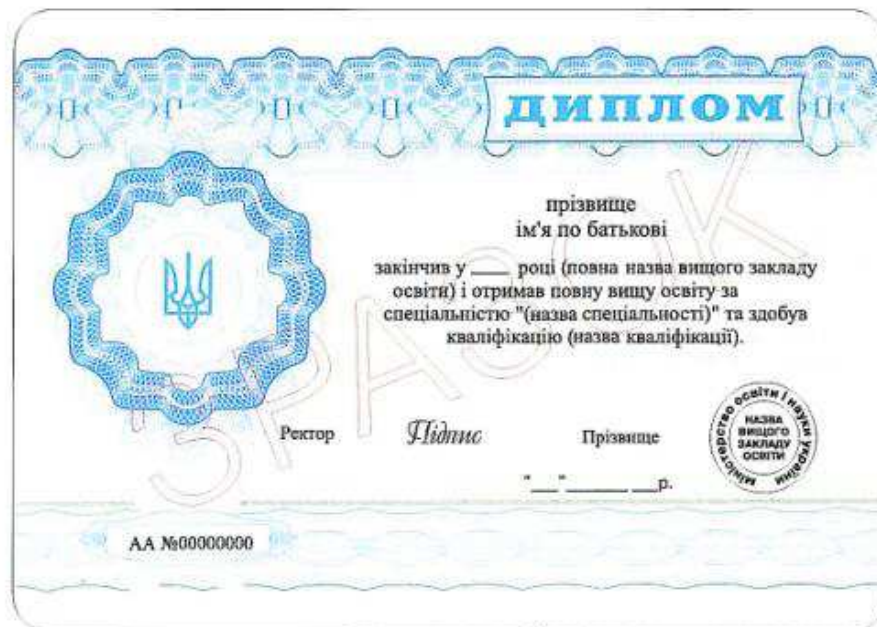 ДИПЛОМ
прізвище
ім'я по батькові
закінчив у ___ році (повна назва вищого закладу
освіти) і отримав повну вищу освіту за
спеціальністю "(назва спеціальності)" та здобув
кваліфікацію (назва кваліфікації).
ЗРАЗОК
Ректор Підпис Прізвище
міністерство освіти і науки україни
НАЗВА
ВИЩОГО
ЗАКЛАДУ
ОСВІТИ
"___"_______ ___р.
АА №00000000